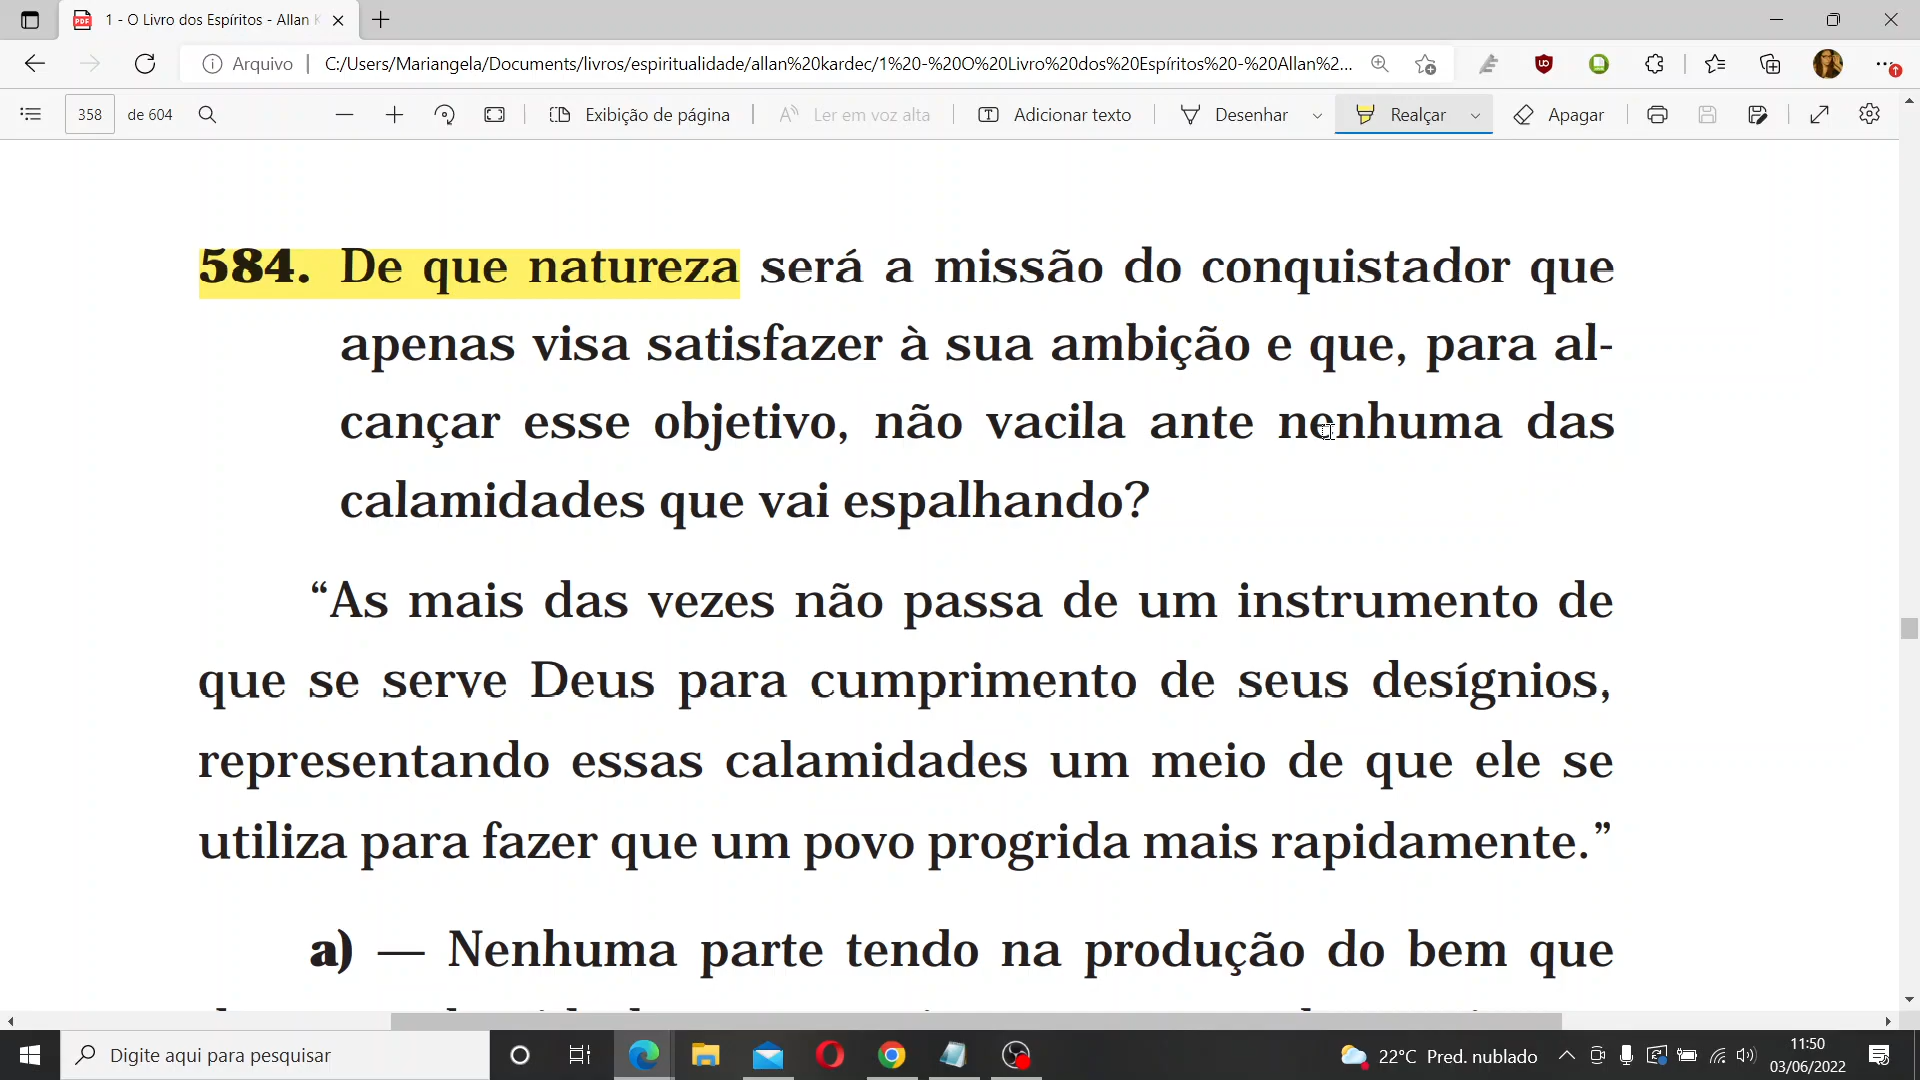 1 - O Livro dos Espíritos - Allan K
Arquivo
C:/Users/Mariangela/Documents/livros/espiritualidade/allan%20kardec/1%20-%20O%20Livro%20dos%20Espíritos%20-%20Allan%2...
358 de 604
Exibição de página
Ler em voz alta
Adicionar texto
Desenhar
Realçar
Apagar
584. De que natureza será a missão do conquistador que
apenas visa satisfazer à sua ambição e que, para al-
cançar esse objetivo, não vacila ante nenhuma das
calamidades que vai espalhando?
“As mais das vezes não passa de um instrumento de
que se serve Deus para cumprimento de seus desígnios,
representando essas calamidades um meio de que ele se
utiliza para fazer que um povo progrida mais rapidamente.”
a) — Nenhuma parte tendo na produção do bem que
Digite aqui para pesquisar
22°C Pred. nublado
11:50
03/06/2022